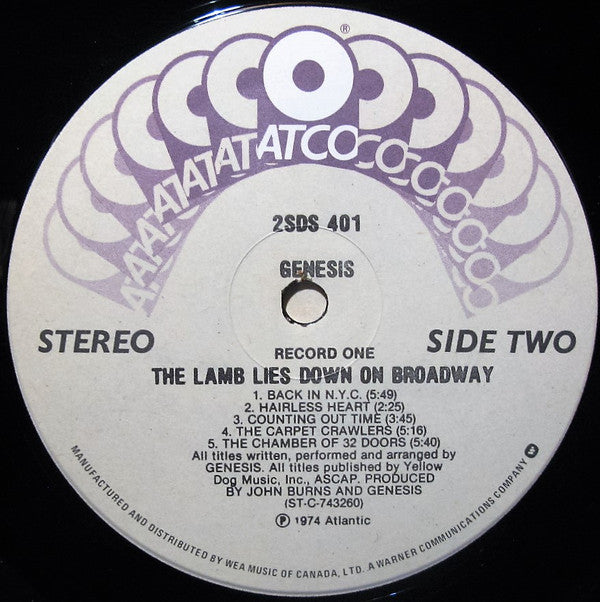 ®
ATCO
2SDS 401
GENESIS
STEREO
SIDE TWO
RECORD ONE
THE LAMB LIES DOWN ON BROADWAY
1. BACK IN N.Y.C. (5:49)
2. HAIRLESS HEART (2:25)
3. COUNTING OUT TIME (3:45)
4. THE CARPET CRAWLERS (5:16)
5. THE CHAMBER OF 32 DOORS (5:40)
All titles written, performed and arranged by
GENESIS. All titles published by Yellow
Dog Music, Inc., ASCAP. PRODUCED
BY JOHN BURNS AND GENESIS
(ST-C-743260)
℗ 1974 Atlantic
MANUFACTURED AND DISTRIBUTED BY WEA MUSIC OF CANADA, LTD. A WARNER COMMUNICATIONS COMPANY